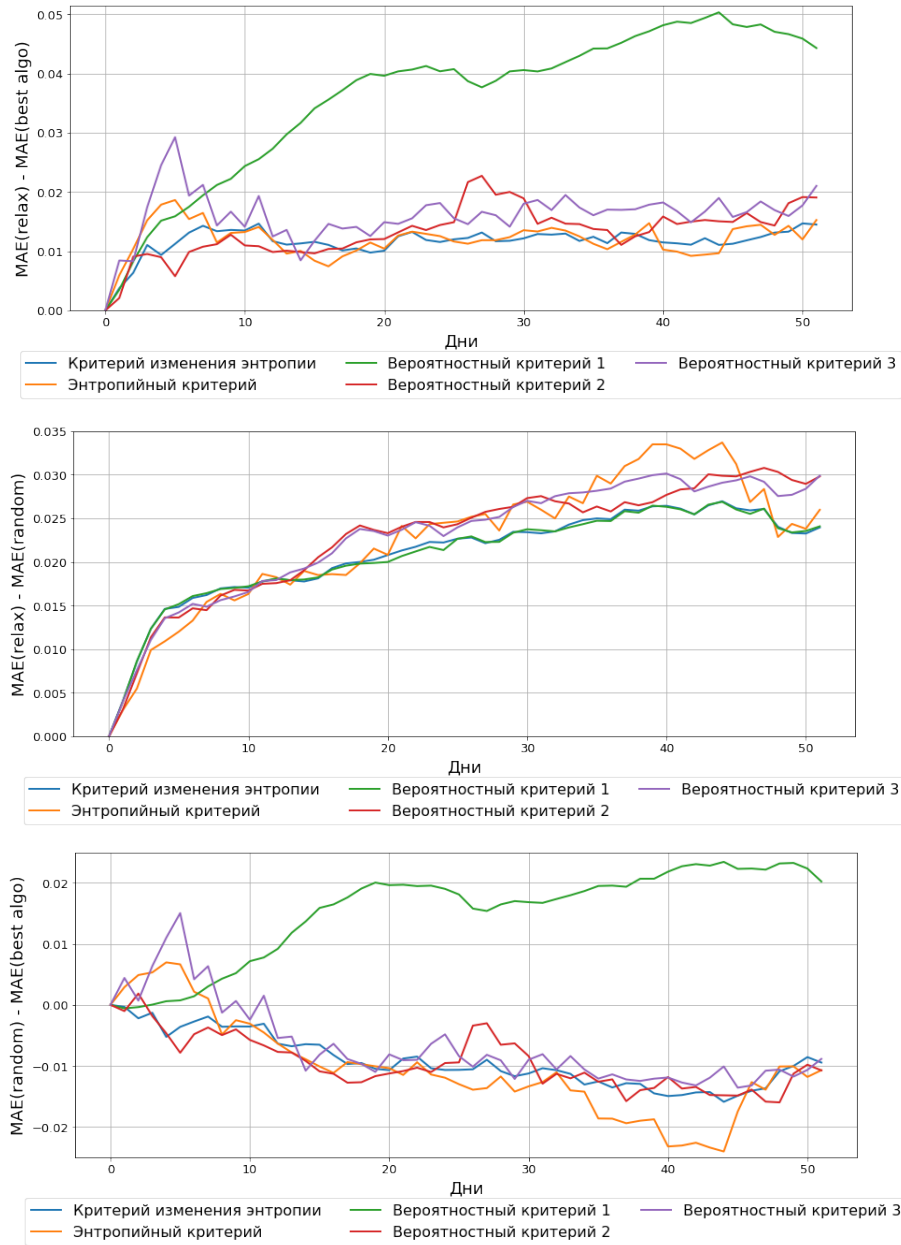 MAE(relax) - MAE(best algo)
0.05
0.04
0.03
0.02
0.01
0.00
0 10 20 30 40 50
Дни
Критерий изменения энтропии Вероятностный критерий 1 Вероятностный критерий 3
Энтропийный критерий Вероятностный критерий 2
MAE(relax) - MAE(random)
0.035
0.030
0.025
0.020
0.015
0.010
0.005
0.000
0 10 20 30 40 50
Дни
Критерий изменения энтропии Вероятностный критерий 1 Вероятностный критерий 3
Энтропийный критерий Вероятностный критерий 2
MAE(random) - MAE(best algo)
0.02
0.01
0.00
−0.01
−0.02
0 10 20 30 40 50
Дни
Критерий изменения энтропии Вероятностный критерий 1 Вероятностный критерий 3
Энтропийный критерий Вероятностный критерий 2